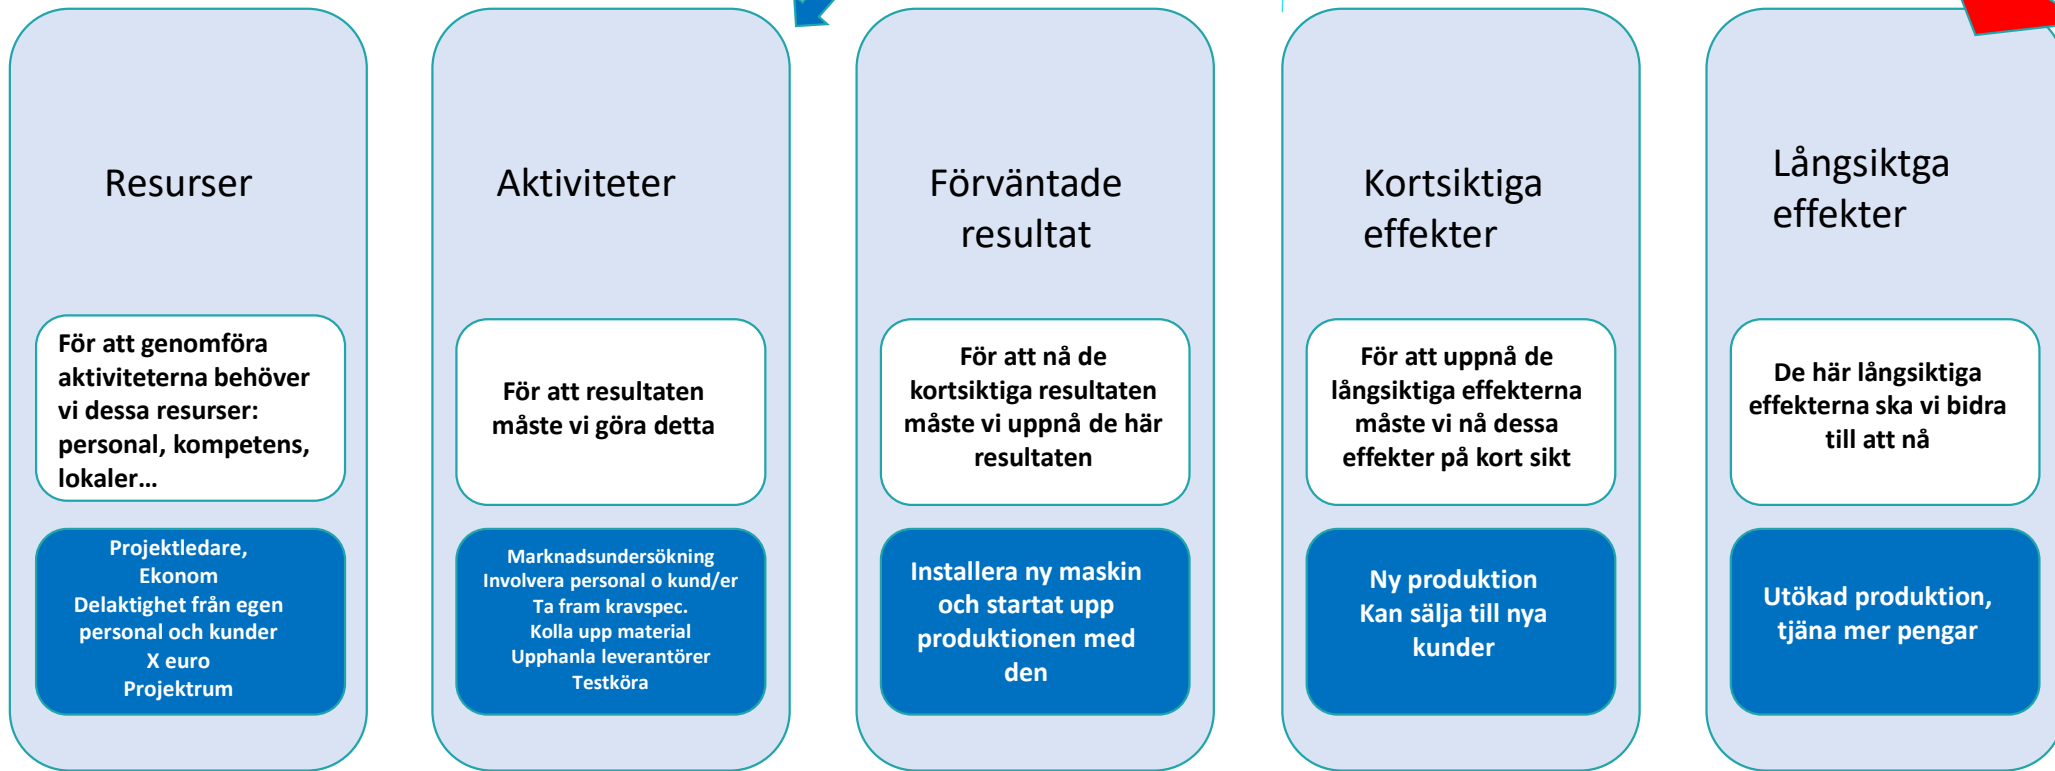 Resurser
För att genomföra
aktiviteterna behöver
vi dessa resurser:
personal, kompetens,
lokaler…
Projektledare,
Ekonom
Delaktighet från egen
personal och kunder
X euro
Projektrum
Aktiviteter
För att resultaten
måste vi göra detta
Marknadsundersökning
Involvera personal o kund/er
Ta fram kravspec.
Kolla upp material
Upphanla leverantörer
Testköra
Förväntade
resultat
För att nå de
kortsiktiga resultaten
måste vi uppnå de här
resultaten
Installera ny maskin
och startat upp
produktionen med
den
Kortsiktiga
effekter
För att uppnå de
långsiktiga effekterna
måste vi nå dessa
effekter på kort sikt
Ny produktion
Kan sälja till nya
kunder
Långsiktga
effekter
De här långsiktiga
effekterna ska vi bidra
till att nå
Utökad produktion,
tjäna mer pengar